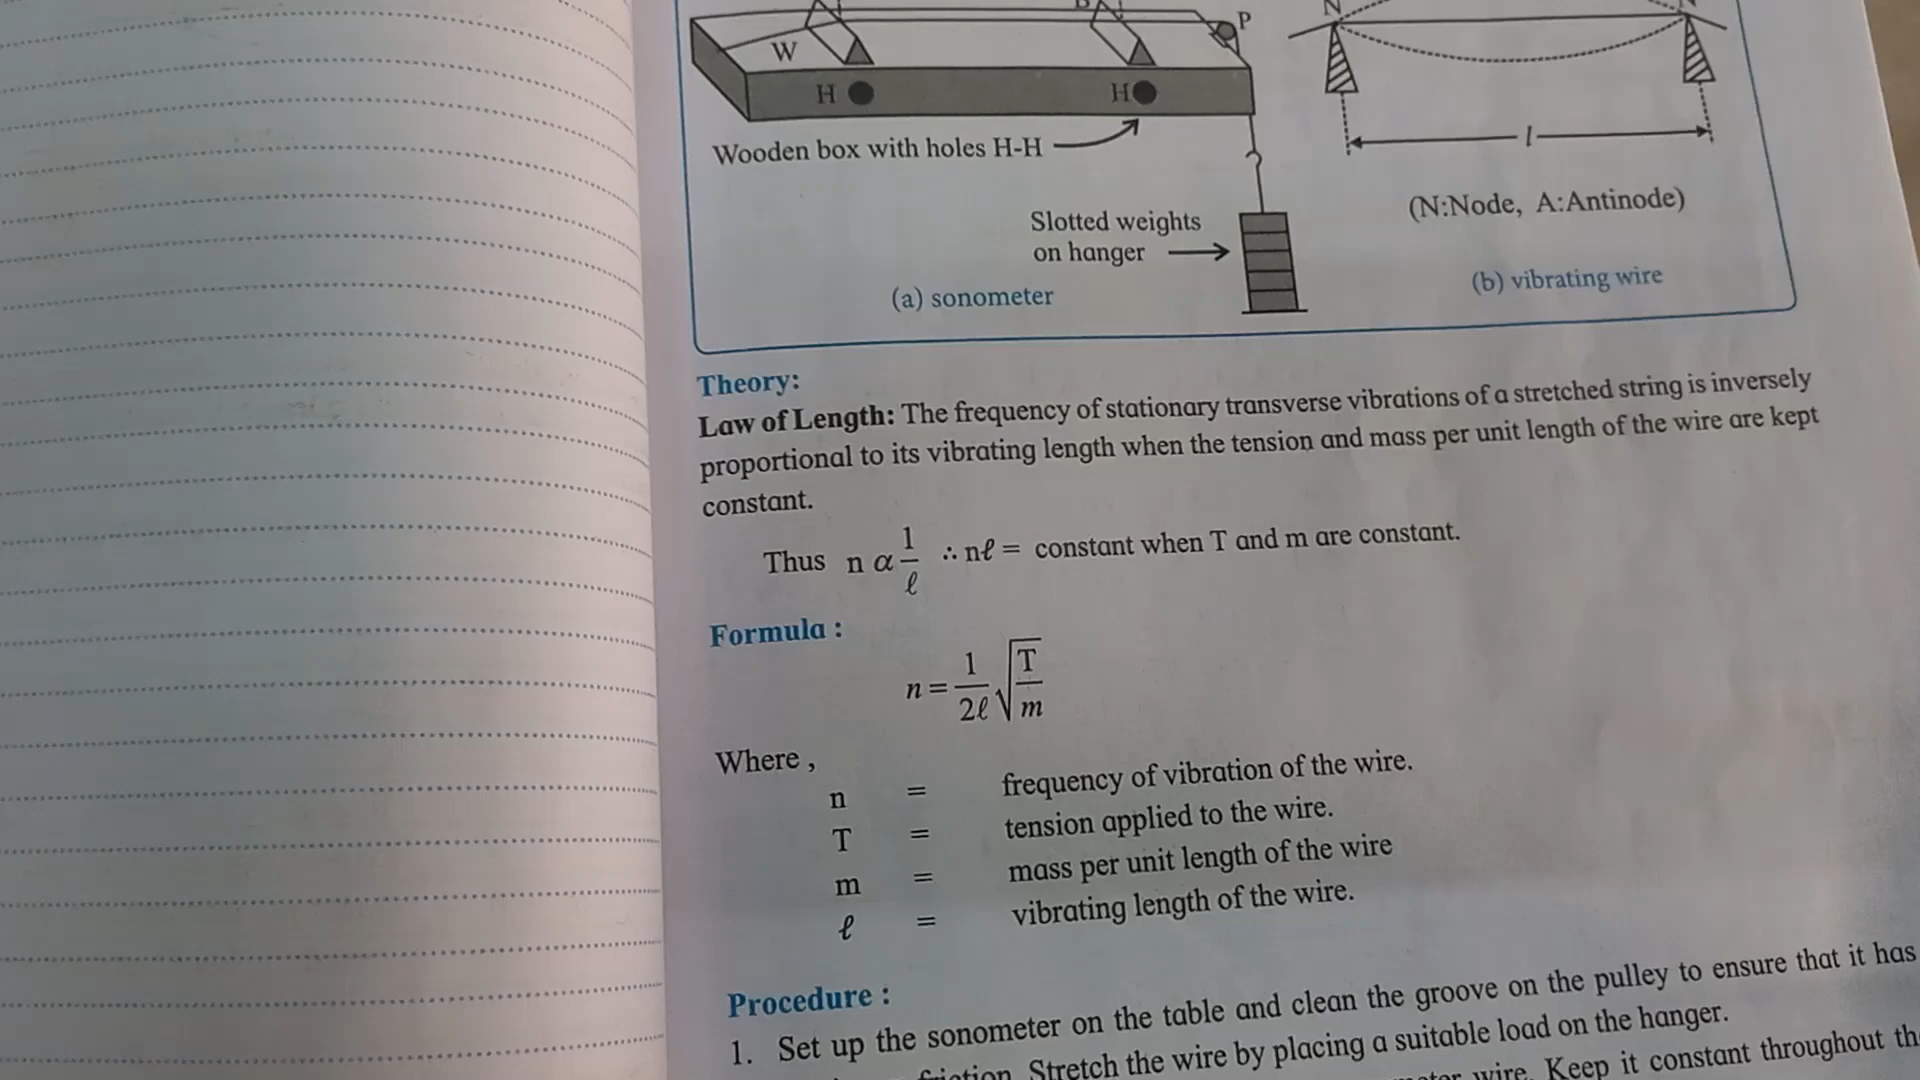 N
P
W
H
H
l
Wooden box with holes H-H
(N:Node, A:Antinode)
Slotted weights
on hanger
(a) sonometer
(b) vibrating wire
Theory:
Law of Length: The frequency of stationary transverse vibrations of a stretched string is inversely
proportional to its vibrating length when the tension and mass per unit length of the wire are kept
constant.
Thus n α 1/ℓ ∴ nℓ = constant when T and m are constant.
Formula :
n = 1/2ℓ √T/m
Where ,
n = frequency of vibration of the wire.
T = tension applied to the wire.
m = mass per unit length of the wire
ℓ = vibrating length of the wire.
Procedure :
1. Set up the sonometer on the table and clean the groove on the pulley to ensure that it has
friction. Stretch the wire by placing a suitable load on the hanger.
wire. Keep it constant throughout